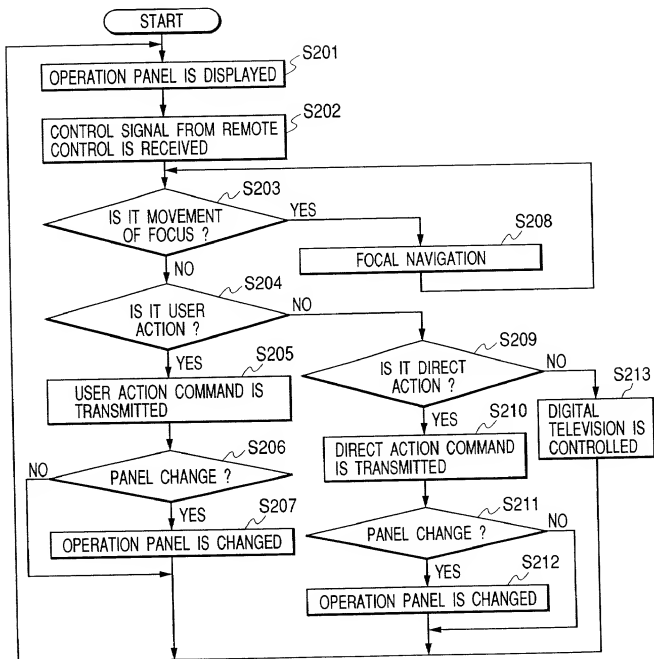 START
S201
OPERATION PANEL IS DISPLAYED
S202
CONTROL SIGNAL FROM REMOTE
CONTROL IS RECEIVED
S203
IS IT MOVEMENT
OF FOCUS ?
YES
S208
FOCAL NAVIGATION
NO
S204
IS IT USER
ACTION ?
NO
YES
S205
USER ACTION COMMAND IS
TRANSMITTED
S209
IS IT DIRECT
ACTION ?
NO
S213
DIGITAL
TELEVISION IS
CONTROLLED
YES
S210
DIRECT ACTION COMMAND
IS TRANSMITTED
S206
NO
PANEL CHANGE ?
YES
S207
OPERATION PANEL IS CHANGED
S211
PANEL CHANGE ?
NO
YES
S212
OPERATION PANEL IS CHANGED